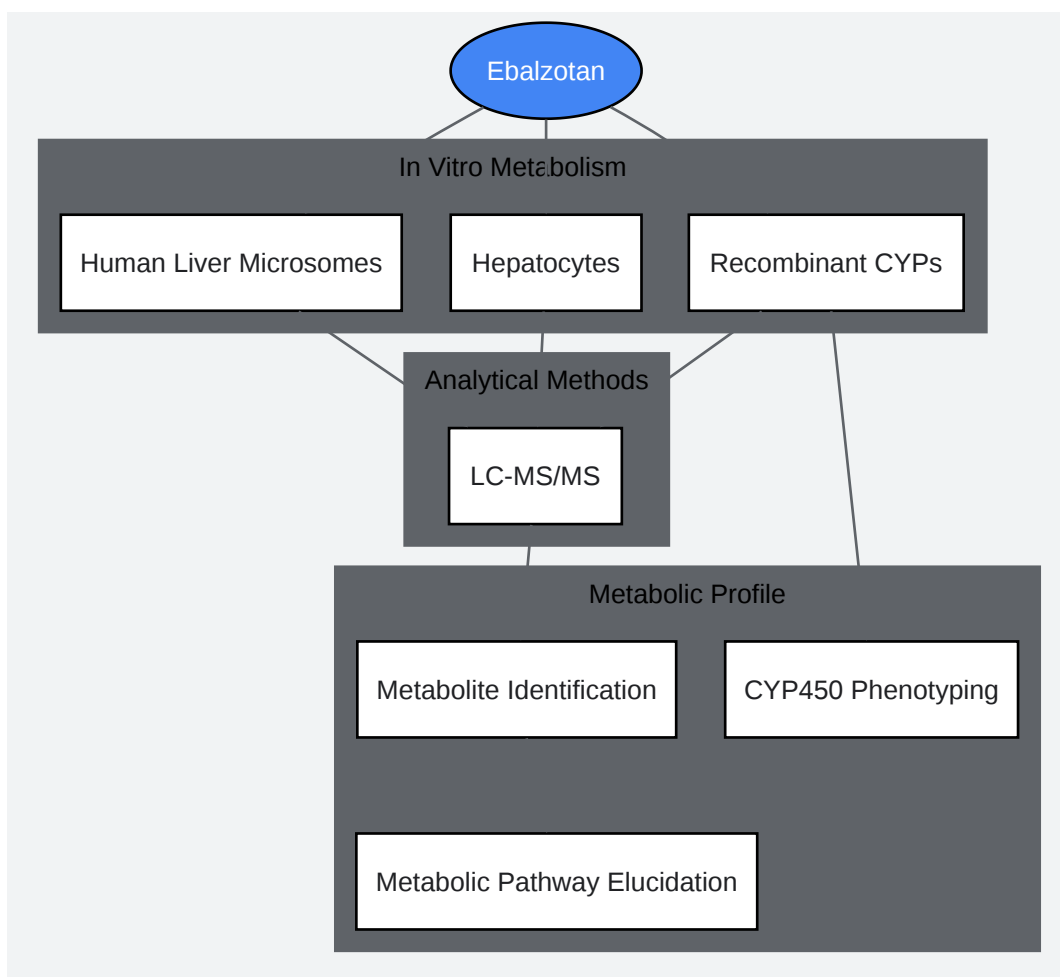 Ebalzotan
In Vitro Metabolism
Human Liver Microsomes
Hepatocytes
Recombinant CYPs
Analytical Methods
LC-MS/MS
Metabolic Profile
Metabolite Identification
CYP450 Phenotyping
Metabolic Pathway Elucidation